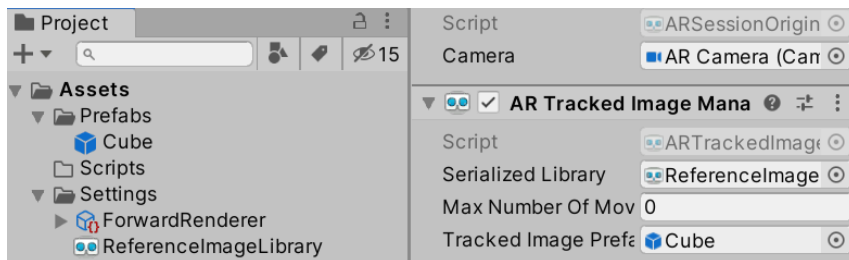 Project
15
Assets
Prefabs
Cube
Scripts
Settings
ForwardRenderer
ReferenceImageLibrary
Script ARSessionOrigin
Camera AR Camera (Can
AR Tracked Image Mana
Script ARTrackedImage
Serialized Library ReferenceImage
Max Number Of Mov 0
Tracked Image Prefa Cube